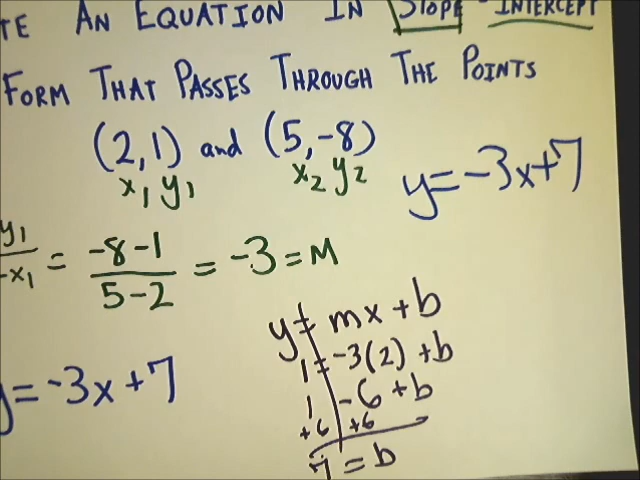 TE AN EQUATION IN SLOPE-INTERCEPT
FORM THAT PASSES THROUGH THE POINTS
(2,1) and (5,-8)
x1 y1 x2 y2
y=-3x+7
y1/-x1 = -8-1/5-2 = -3 = M
y = mx + b
1 = -3(2) + b
1 -6 + b
+6 +6
7 = b
y = -3x + 7